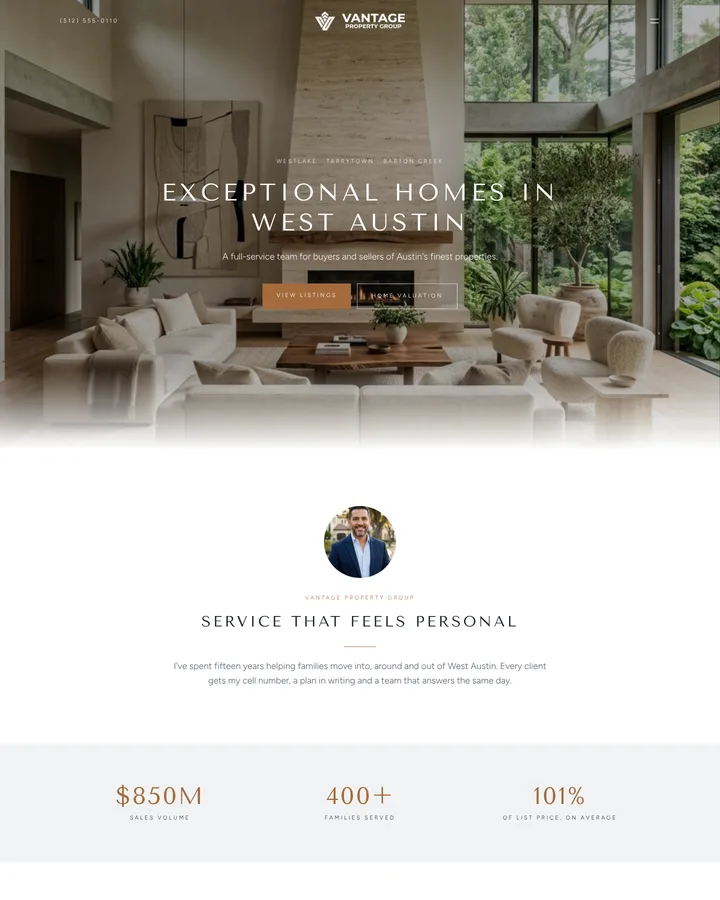 (512) 555-0110
VANTAGE
PROPERTY GROUP
WESTLAKE TARRYTOWN BARTON CREEK
EXCEPTIONAL HOMES IN
WEST AUSTIN
A full-service team for buyers and sellers of Austin's finest properties.
VIEW LISTINGS
HOME VALUATION
VANTAGE PROPERTY GROUP
SERVICE THAT FEELS PERSONAL
I've spent fifteen years helping families move into, around and out of West Austin. Every client
gets my cell number, a plan in writing and a team that answers the same day.
$850M
400+
101%
SALES VOLUME
FAMILIES SERVED
OF LIST PRICE, ON AVERAGE